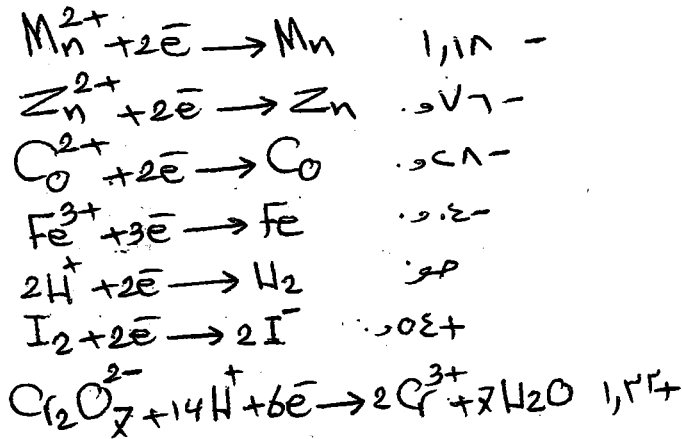 Mn²⁺ +2e⁻ → Mn ١,١٨ -
Zn²⁺ +2e⁻ → Zn ٠,٧٦ -
Co²⁺ +2e⁻ → Co ٠,٢٨ -
Fe³⁺ +3e⁻ → Fe ٠,٠٤ -
2H⁺ +2e⁻ → H₂ صفر
I₂ +2e⁻ → 2I⁻ ٠,٥٤ +
Cr₂O₇²⁻ +14H⁺ +6e⁻ → 2Cr³⁺ +7H₂O ١,٣٣ +